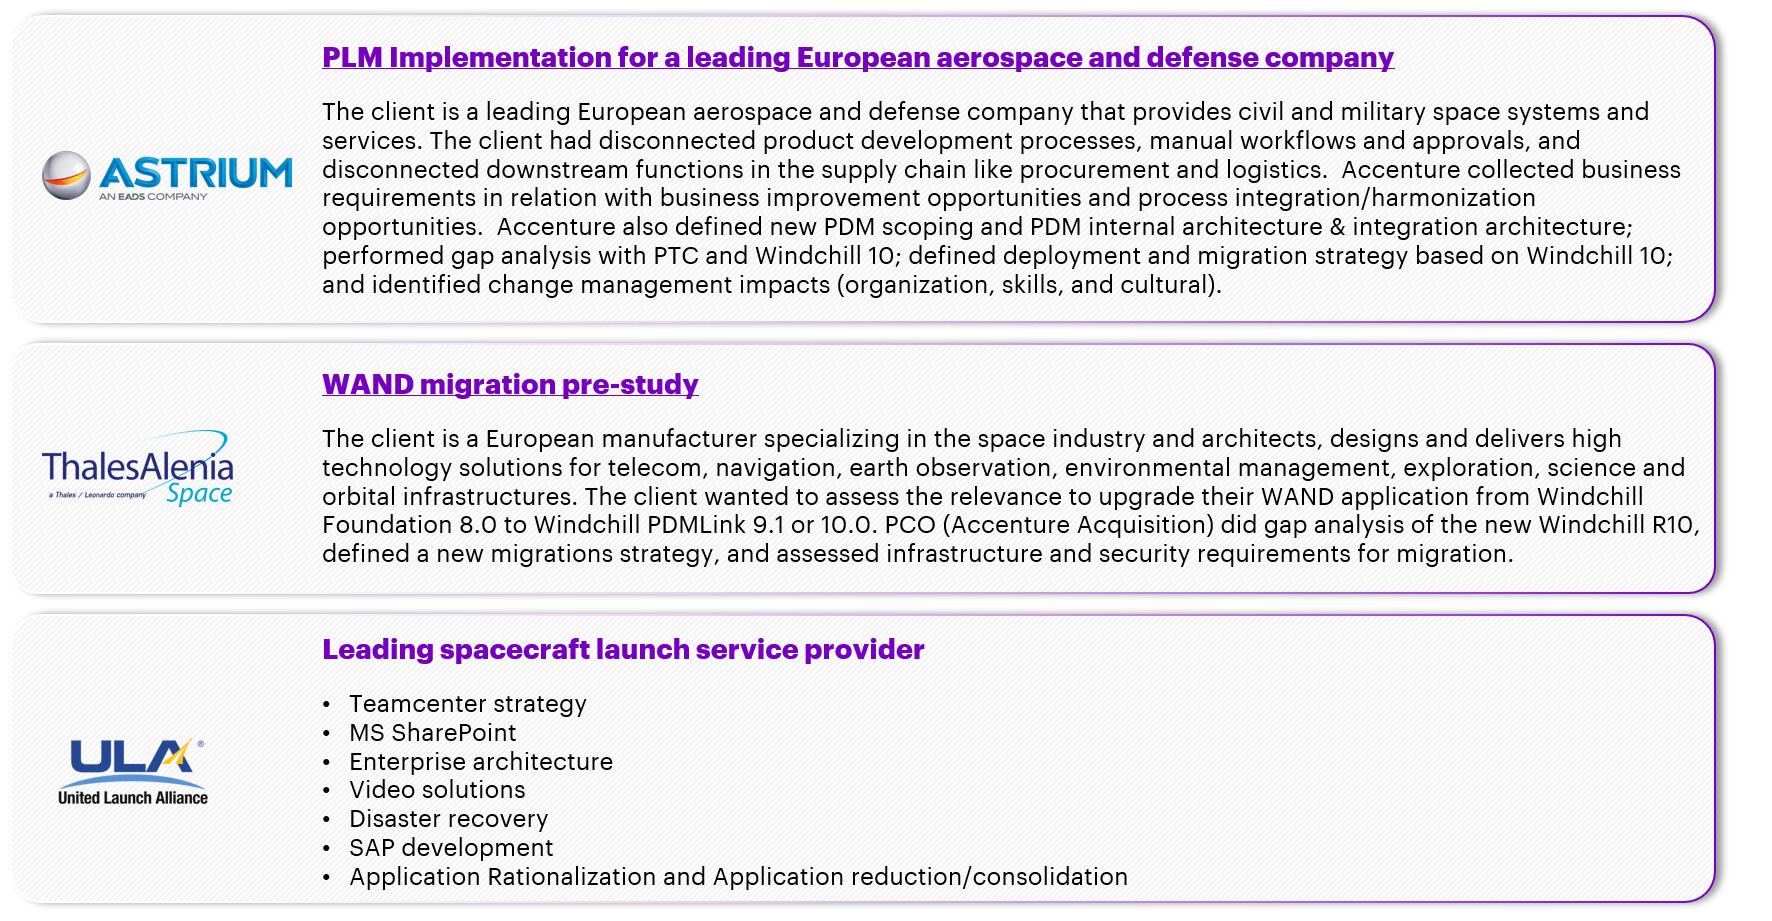 PLM Implementation for a leading European aerospace and defense company
The client is a leading European aerospace and defense company that provides civil and military space systems and
services. The client had disconnected product development processes, manual workflows and approvals, and
disconnected downstream functions in the supply chain like procurement and logistics.  Accenture collected business
requirements in relation with business improvement opportunities and process integration/harmonization
opportunities.  Accenture also defined new PDM scoping and PDM internal architecture & integration architecture;
performed gap analysis with PTC and Windchill 10; defined deployment and migration strategy based on Windchill 10;
and identified change management impacts (organization, skills, and cultural).
ASTRIUM
AN EADS COMPANY
WAND migration pre-study
The client is a European manufacturer specializing in the space industry and architects, designs and delivers high
technology solutions for telecom, navigation, earth observation, environmental management, exploration, science and
orbital infrastructures. The client wanted to assess the relevance to upgrade their WAND application from Windchill
Foundation 8.0 to Windchill PDMLink 9.1 or 10.0. PCO (Accenture Acquisition) did gap analysis of the new Windchill R10,
defined a new migrations strategy, and assessed infrastructure and security requirements for migration.
ThalesAlenia
a Thales / Leonardo company
Space
Leading spacecraft launch service provider
• Teamcenter strategy
• MS SharePoint
• Enterprise architecture
• Video solutions
• Disaster recovery
• SAP development
• Application Rationalization and Application reduction/consolidation
ULA®
United Launch Alliance